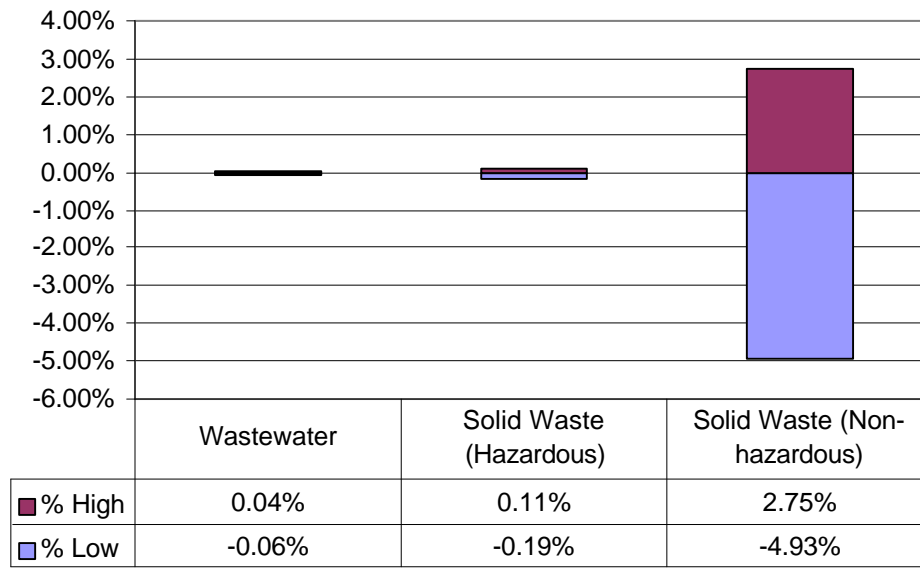 4.00%
3.00%
2.00%
1.00%
0.00%
-1.00%
-2.00%
-3.00%
-4.00%
-5.00%
-6.00%
Wastewater
Solid Waste
(Hazardous)
Solid Waste (Non-
hazardous)
% High 0.04% 0.11% 2.75%
% Low -0.06% -0.19% -4.93%